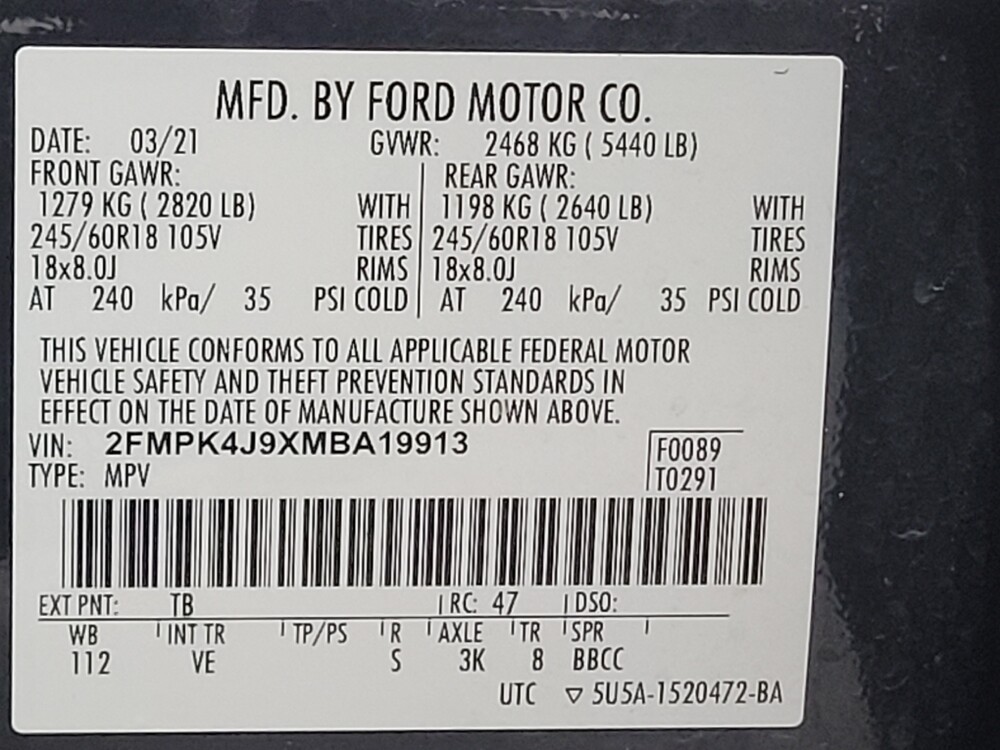 MFD. BY FORD MOTOR CO.
DATE: 03/21 GVWR: 2468 KG ( 5440 LB)
FRONT GAWR: REAR GAWR:
1279 KG ( 2820 LB) WITH 1198 KG ( 2640 LB) WITH
245/60R18 105V TIRES 245/60R18 105V TIRES
18x8.0J RIMS 18x8.0J RIMS
AT 240 kPa/ 35 PSI COLD AT 240 kPa/ 35 PSI COLD
THIS VEHICLE CONFORMS TO ALL APPLICABLE FEDERAL MOTOR
VEHICLE SAFETY AND THEFT PREVENTION STANDARDS IN
EFFECT ON THE DATE OF MANUFACTURE SHOWN ABOVE.
VIN: 2FMPK4J9XMBA19913 F0089
TYPE: MPV T0291
EXT PNT: TB RC: 47 DSO:
WB INT TR TP/PS R AXLE TR SPR
112 VE S 3K 8 BBCC
UTC ▽ 5U5A-1520472-BA